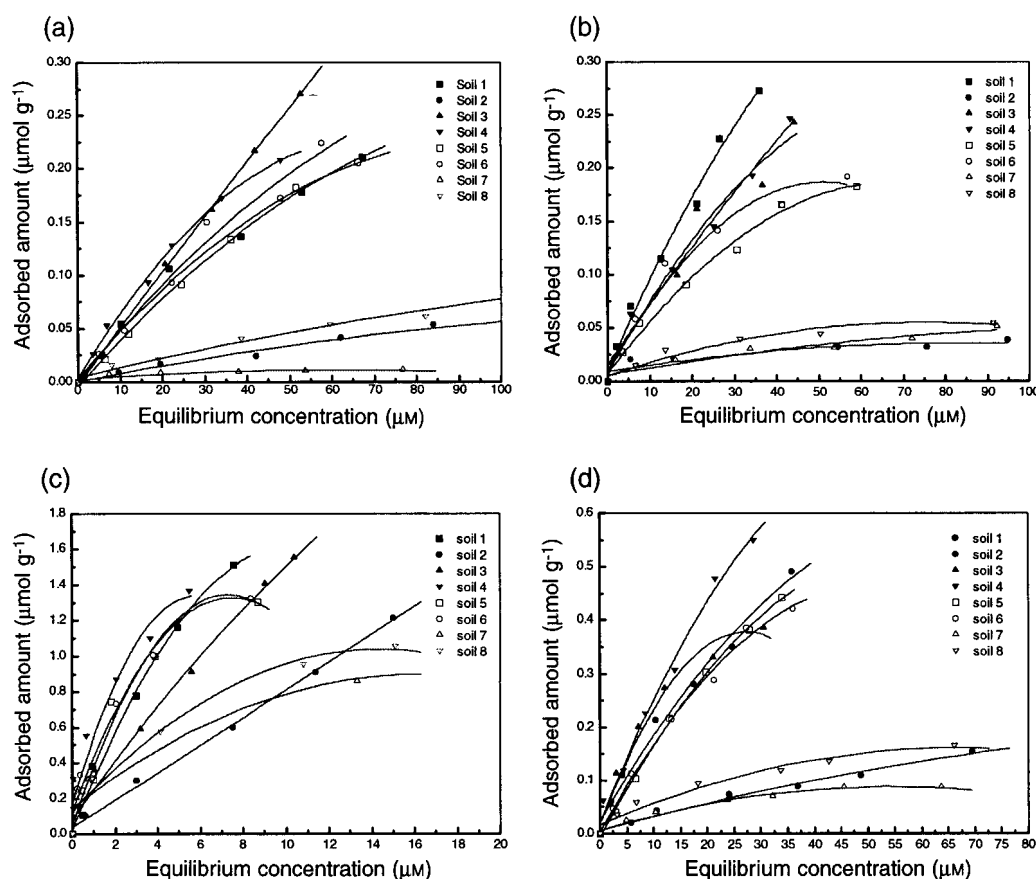 (a)
Adsorbed amount (μmol g⁻¹)
0.30
0.25
0.20
0.15
0.10
0.05
0.00
0 10 20 30 40 50 60 70 80 90 100
Equilibrium concentration (μM)
Soil 1
Soil 2
Soil 3
Soil 4
Soil 5
Soil 6
Soil 7
Soil 8
(b)
Adsorbed amount (μmol g⁻¹)
0.30
0.25
0.20
0.15
0.10
0.05
0.00
0 10 20 30 40 50 60 70 80 90 100
Equilibrium concentration (μM)
soil 1
soil 2
soil 3
soil 4
soil 5
soil 6
soil 7
soil 8
(c)
Adsorbed amount (μmol g⁻¹)
1.8
1.6
1.4
1.2
1.0
0.8
0.6
0.4
0.2
0.0
0 2 4 6 8 10 12 14 16 18 20
Equilibrium concentration (μM)
soil 1
soil 2
soil 3
soil 4
soil 5
soil 6
soil 7
soil 8
(d)
Adsorbed amount (μmol g⁻¹)
0.6
0.5
0.4
0.3
0.2
0.1
0.0
0 5 10 15 20 25 30 35 40 45 50 55 60 65 70 75 80
Equilibrium concentration (μM)
soil 1
soil 2
soil 3
soil 4
soil 5
soil 6
soil 7
soil 8